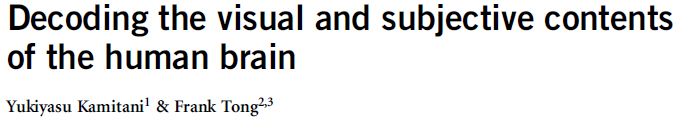 Decoding the visual and subjective contents
of the human brain
Yukiyasu Kamitani1 & Frank Tong2,3